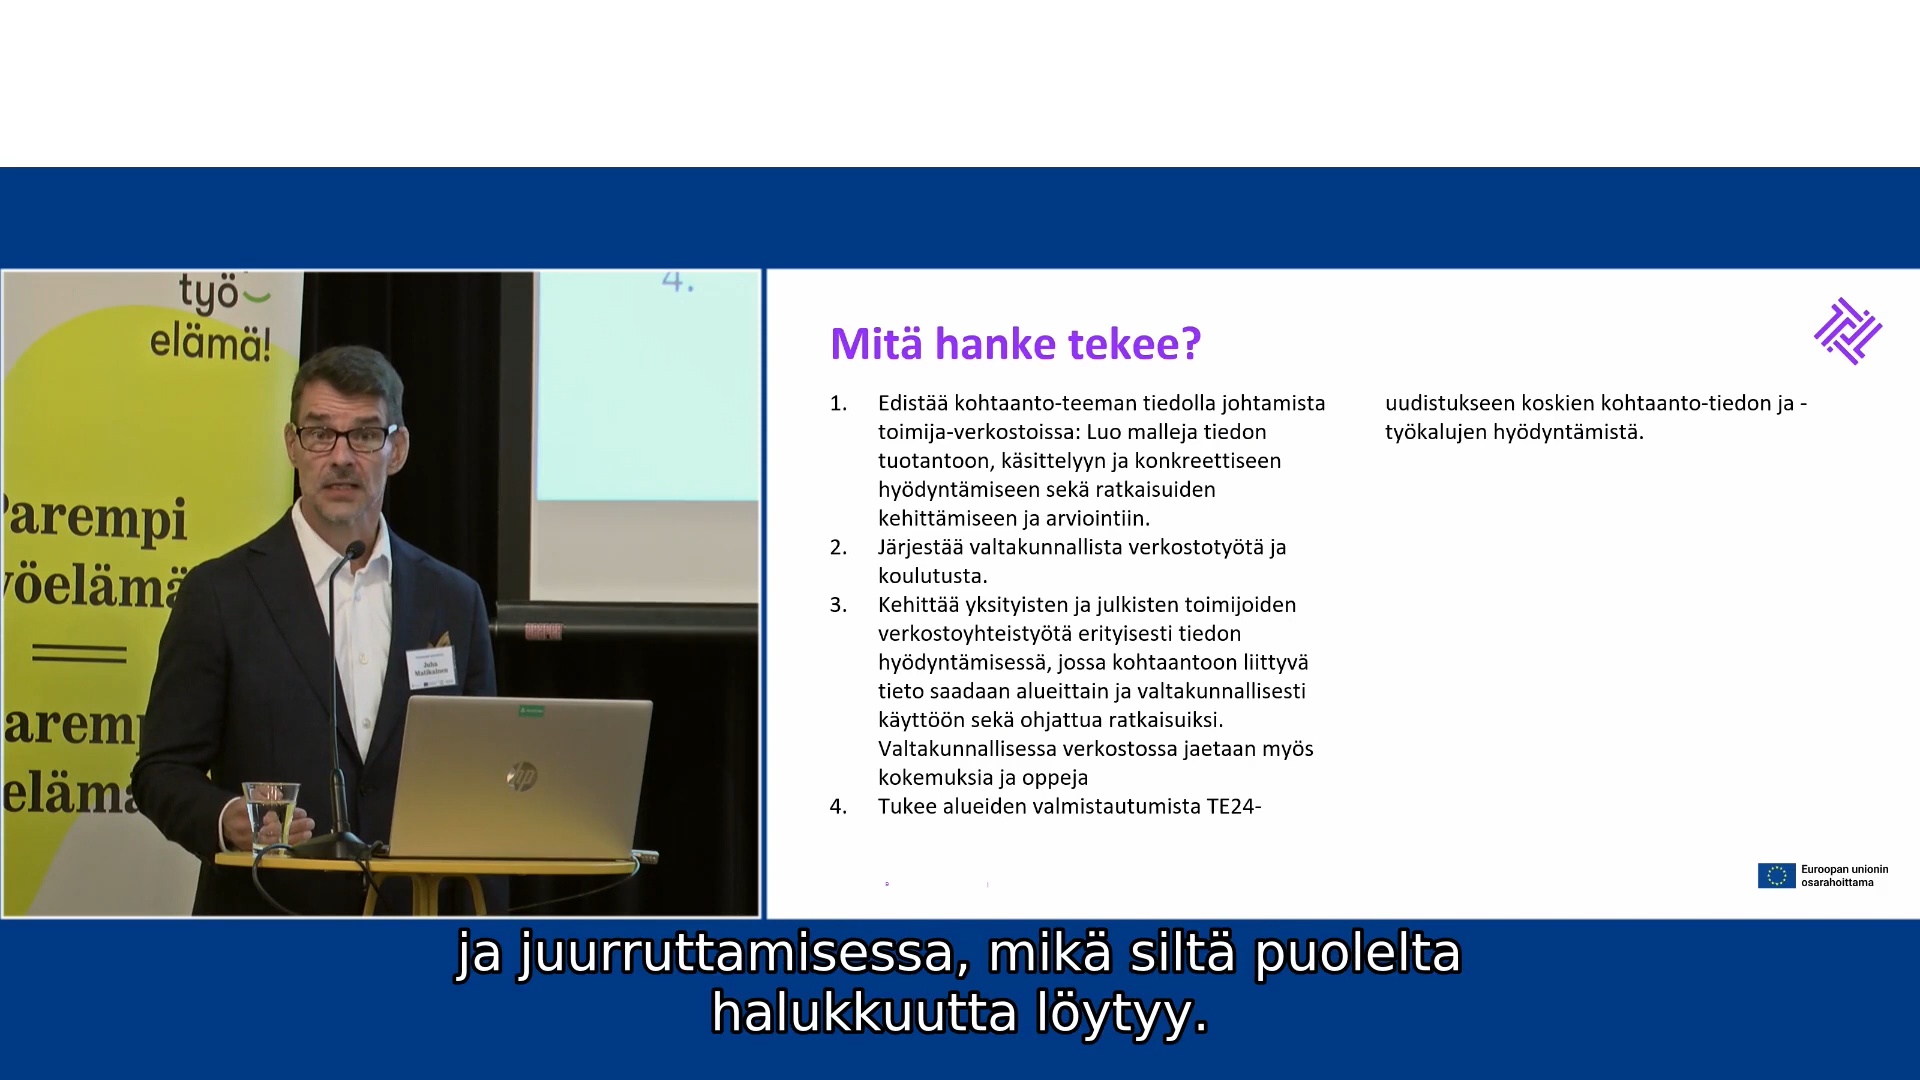 työ
elämä!
Parempi
työelämä
4.
Juha
Matikainen
hp
Mitä hanke tekee?
1. Edistää kohtaanto-teeman tiedolla johtamista
toimija-verkostoissa: Luo malleja tiedon
tuotantoon, käsittelyyn ja konkreettiseen
hyödyntämiseen sekä ratkaisuiden
kehittämiseen ja arviointiin.
2. Järjestää valtakunnallista verkostotyötä ja
koulutusta.
3. Kehittää yksityisten ja julkisten toimijoiden
verkostoyhteistyötä erityisesti tiedon
hyödyntämisessä, jossa kohtaantoon liittyvä
tieto saadaan alueittain ja valtakunnallisesti
käyttöön sekä ohjattua ratkaisuiksi.
Valtakunnallisessa verkostossa jaetaan myös
kokemuksia ja oppeja
4. Tukee alueiden valmistautumista TE24-
uudistukseen koskien kohtaanto-tiedon ja -
työkalujen hyödyntämistä.
Euroopan unionin
osarahoittama
ja juurruttamisessa, mikä siltä puolelta
halukkuutta löytyy.